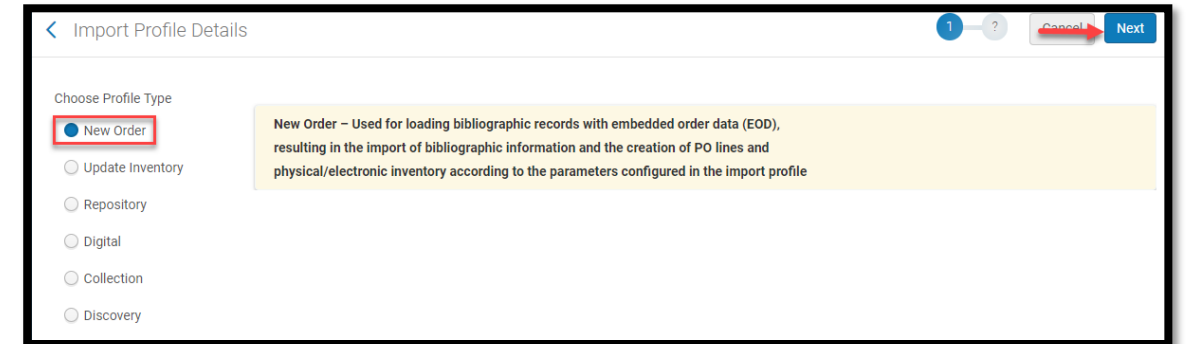 Import Profile Details
1
?
Cancel
Next
Choose Profile Type
New Order
Update Inventory
Repository
Digital
Collection
Discovery
New Order – Used for loading bibliographic records with embedded order data (EOD),
resulting in the import of bibliographic information and the creation of PO lines and
physical/electronic inventory according to the parameters configured in the import profile